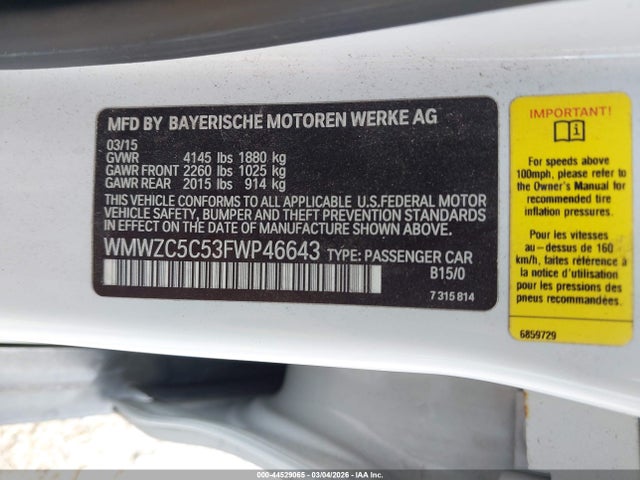 MFD BY BAYERISCHE MOTOREN WERKE AG
03/15
GVWR 4145 lbs 1880 kg
GAWR FRONT 2260 lbs 1025 kg
GAWR REAR 2015 lbs 914 kg
THIS VEHICLE CONFORMS TO ALL APPLICABLE U.S.FEDERAL MOTOR
VEHICLE SAFETY, BUMPER, AND THEFT PREVENTION STANDARDS
IN EFFECT ON THE DATE OF MANUFACTURE SHOWN ABOVE.
WMWZC5C53FWP46643 TYPE: PASSENGER CAR
B15/0
7 315 814
IMPORTANT!
For speeds above
100mph, please refer to
the Owner's Manual for
recommended tire
inflation pressures.
Pour des vitesses
au-dessus de 160
km/h, faites référence à
la notice d'utilisation
pour les pressions des
pneus recommandées.
6859729
000-44529065 - 03/04/2026 - IAA Inc.